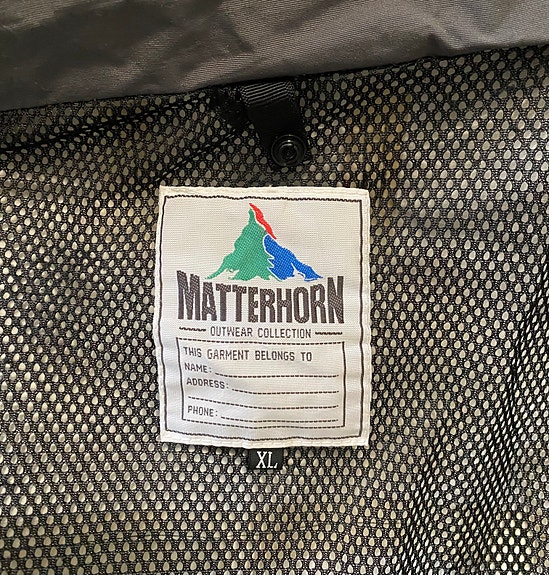 MATTERHORN
OUTWEAR COLLECTION
THIS GARMENT BELONGS TO
NAME:
ADDRESS:
PHONE:
XL